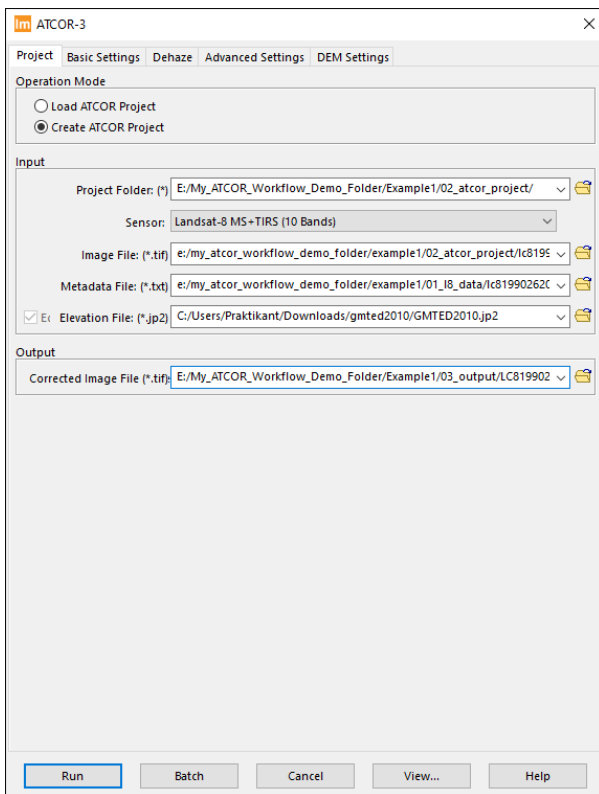 Im ATCOR-3
Project Basic Settings Dehaze Advanced Settings DEM Settings
Operation Mode
Load ATCOR Project
Create ATCOR Project
Input
Project Folder: (*) E:/My_ATCOR_Workflow_Demo_Folder/Example1/02_atcor_project/
Sensor: Landsat-8 MS+TIRS (10 Bands)
Image File: (*.tif) e:/my_atcor_workflow_demo_folder/example1/02_atcor_project/lc8199
Metadata File: (*.txt) e:/my_atcor_workflow_demo_folder/example1/01_l8_data/lc81990262C
Elevation File: (*.jp2) C:/Users/Praktikant/Downloads/gmted2010/GMTED2010.jp2
Output
Corrected Image File (*.tif): E:/My_ATCOR_Workflow_Demo_Folder/Example1/03_output/LC819902
Run Batch Cancel View... Help